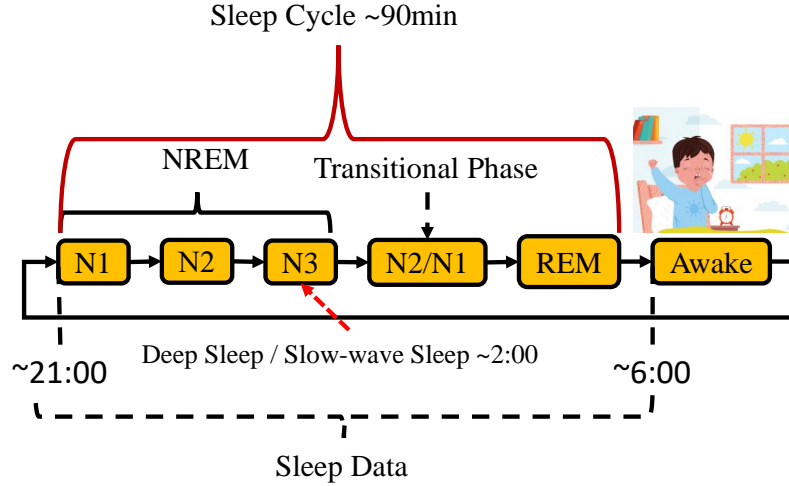 Sleep Cycle ~90min
NREM
Transitional Phase
N1
N2
N3
N2/N1
REM
Awake
Deep Sleep / Slow-wave Sleep ~2:00
~21:00
~6:00
Sleep Data